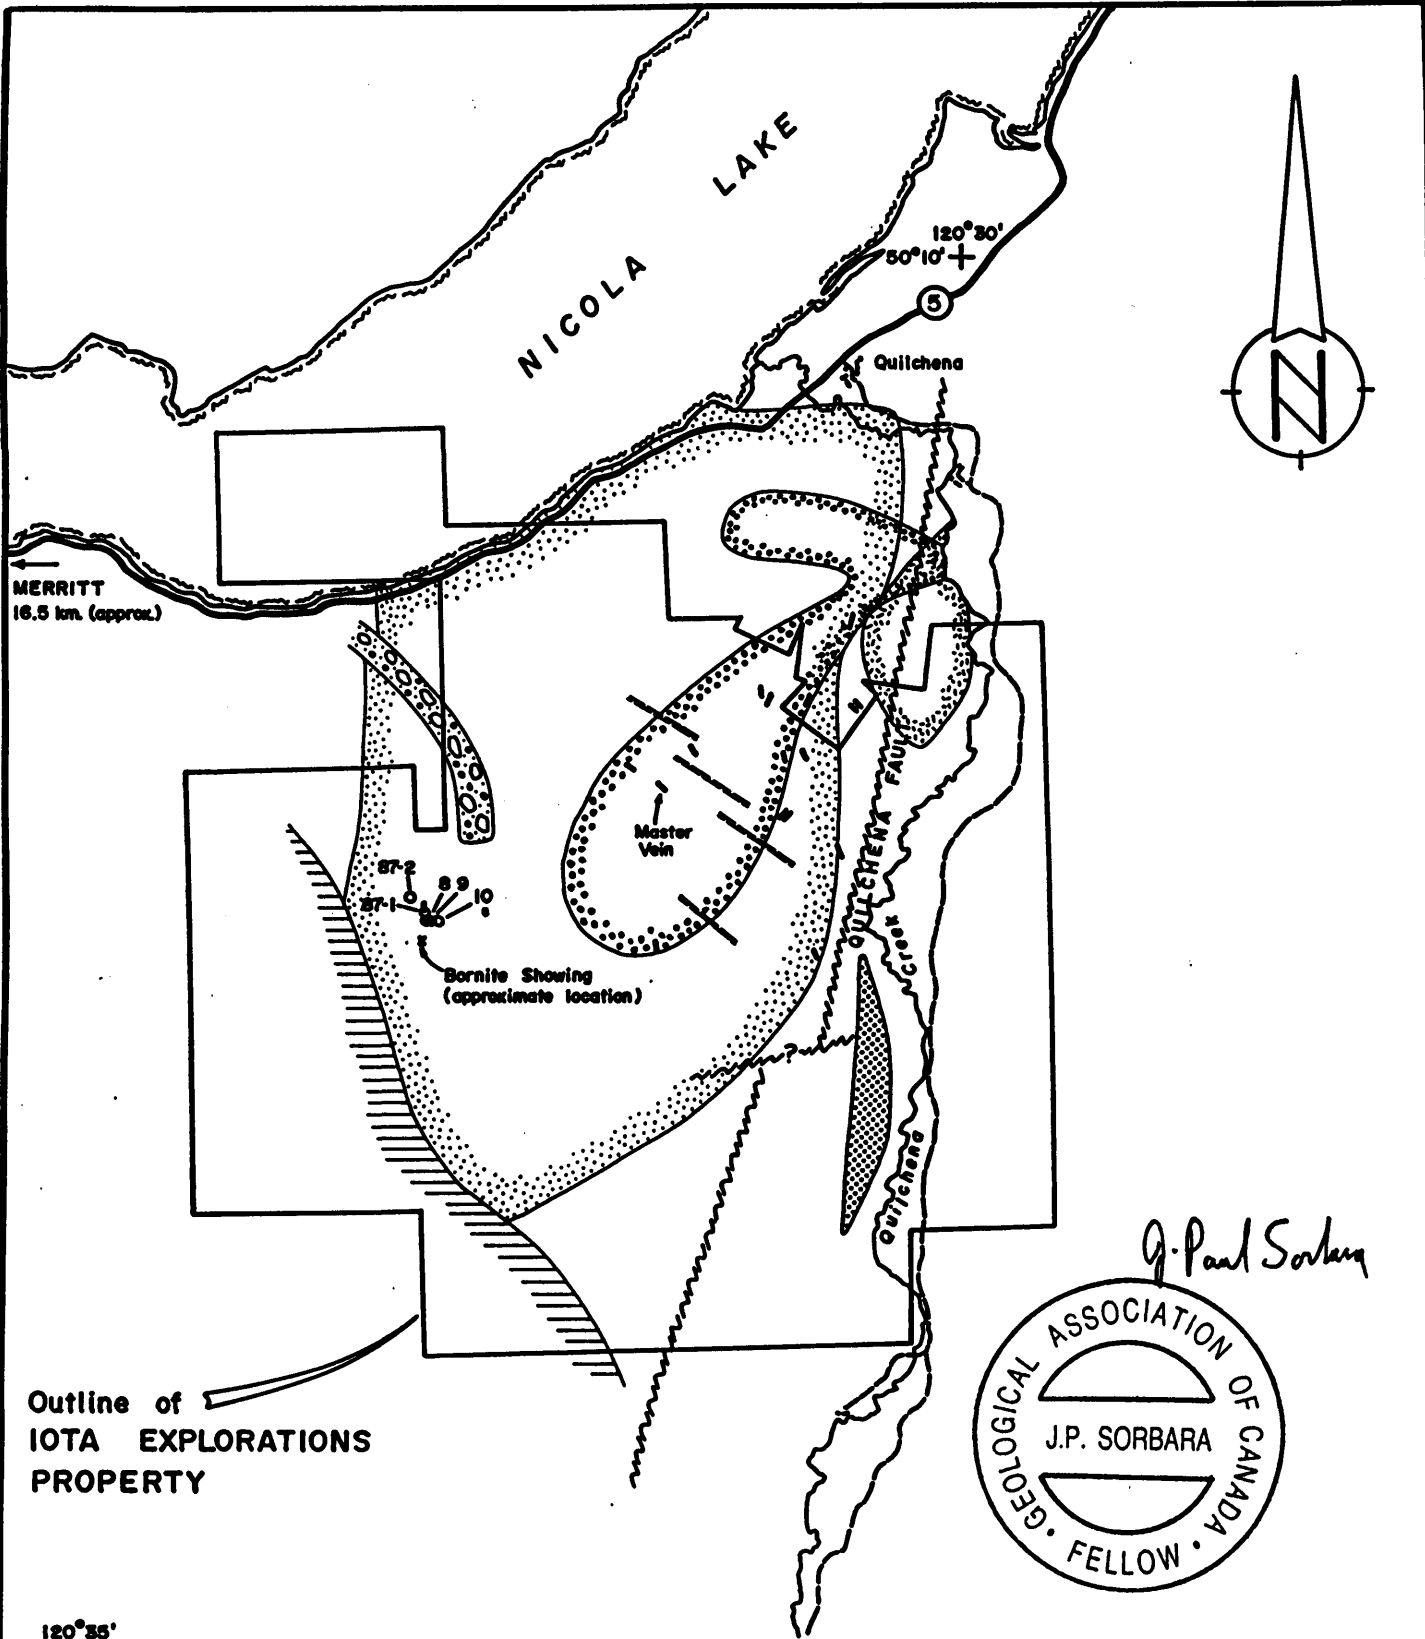 LAKE
NICOLA
120°30'
50°10'
5
Quilchena
N
MERRITT
16.5 km. (approx.)
QUILCHENA FAULT
Master
Vein
87-2
8 9
10
87-1
Bornite Showing
(approximate location)
?
Quilchena Creek
Outline of
IOTA EXPLORATIONS
PROPERTY
J. Paul Sorbara
GEOLOGICAL ASSOCIATION OF CANADA
J.P. SORBARA
• FELLOW •
120°35'